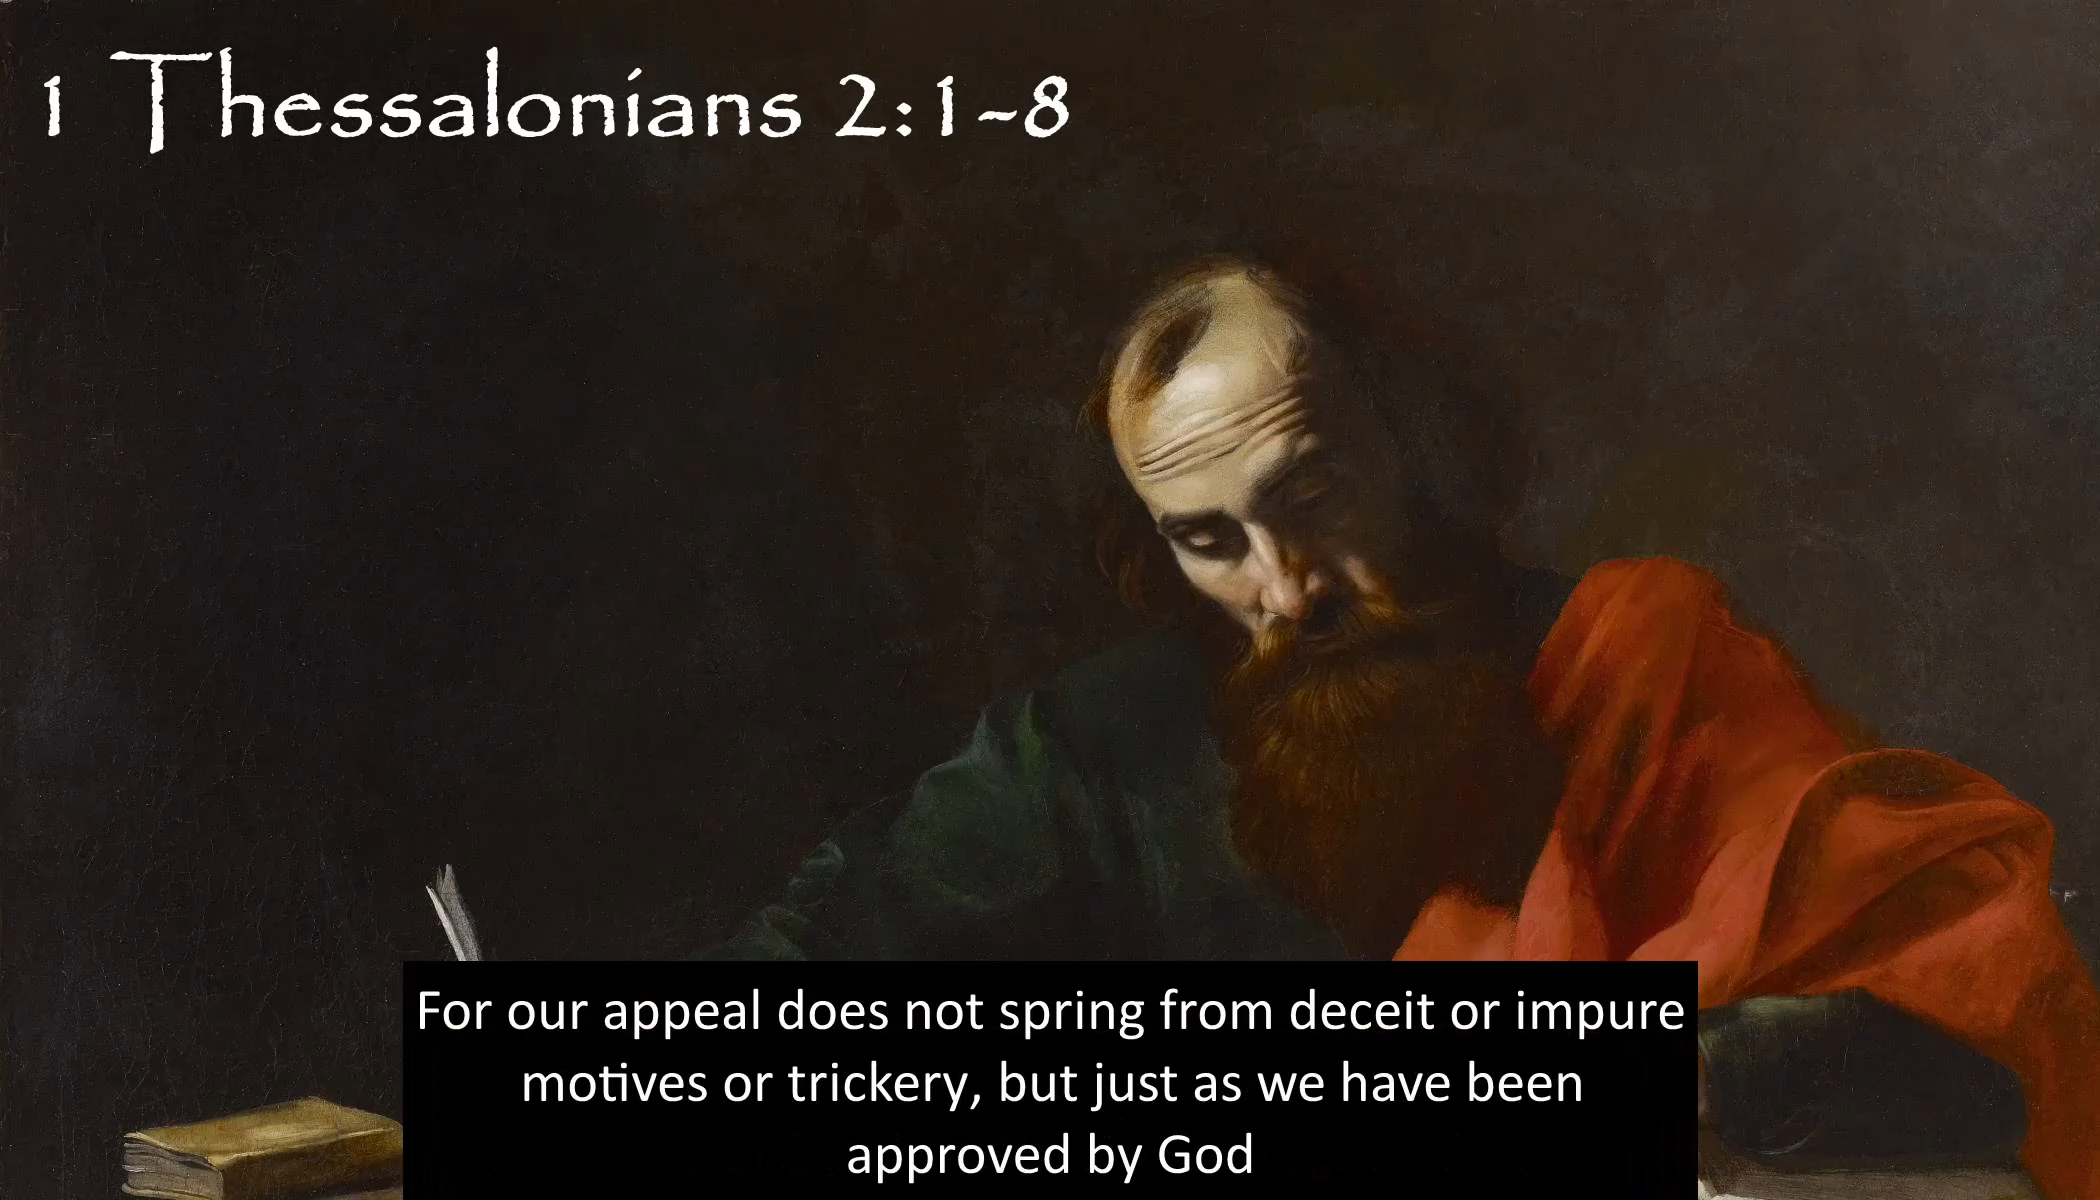 1 Thessalonians 2:1-8
For our appeal does not spring from deceit or impure
motives or trickery, but just as we have been
approved by God